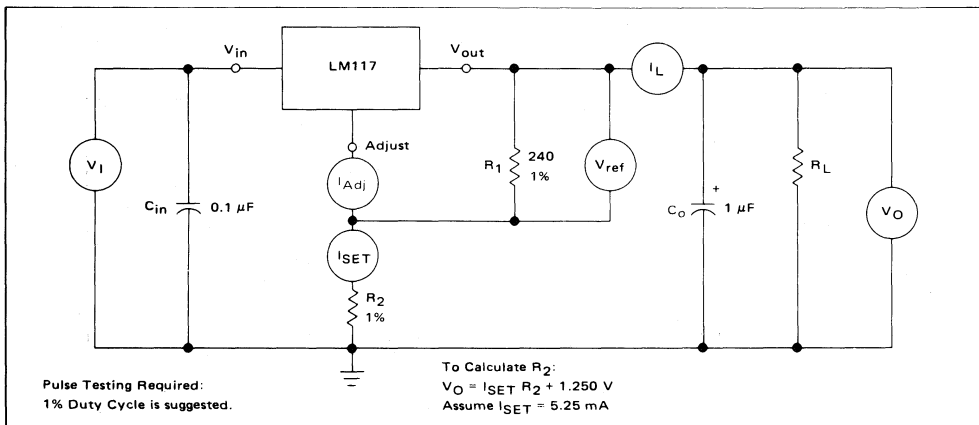 Vin
LM117
Vout
IL
Adjust
VI
IAdj
R1
240
1%
Vref
RL
Cin
0.1 µF
+
Co
1 µF
VO
ISET
R2
1%
Pulse Testing Required:
1% Duty Cycle is suggested.
To Calculate R2:
VO = ISET R2 + 1.250 V
Assume ISET = 5.25 mA